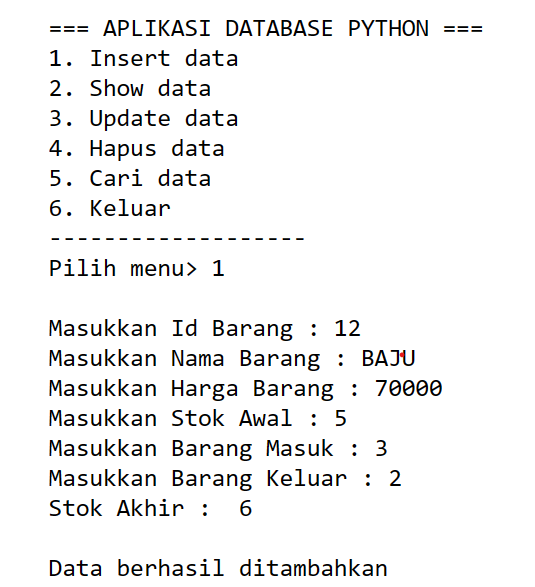 === APLIKASI DATABASE PYTHON ===
1. Insert data
2. Show data
3. Update data
4. Hapus data
5. Cari data
6. Keluar
-------------------
Pilih menu> 1
Masukkan Id Barang : 12
Masukkan Nama Barang : BAJU
Masukkan Harga Barang : 70000
Masukkan Stok Awal : 5
Masukkan Barang Masuk : 3
Masukkan Barang Keluar : 2
Stok Akhir :  6
Data berhasil ditambahkan